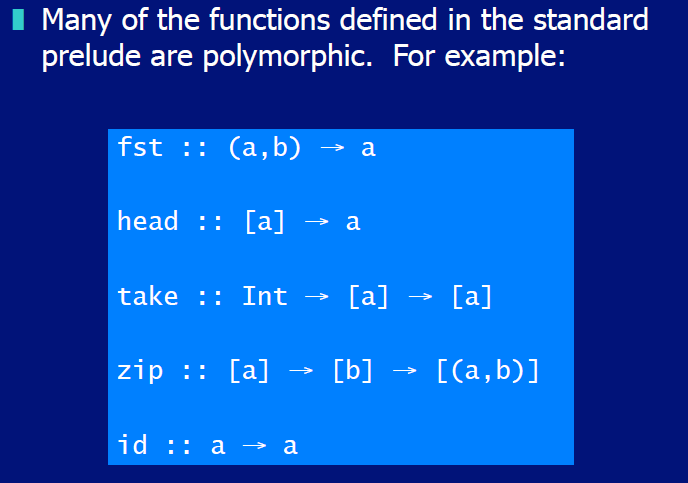 Many of the functions defined in the standard
prelude are polymorphic.  For example:
fst :: (a,b) → a
head :: [a] → a
take :: Int → [a] → [a]
zip :: [a] → [b] → [(a,b)]
id :: a → a